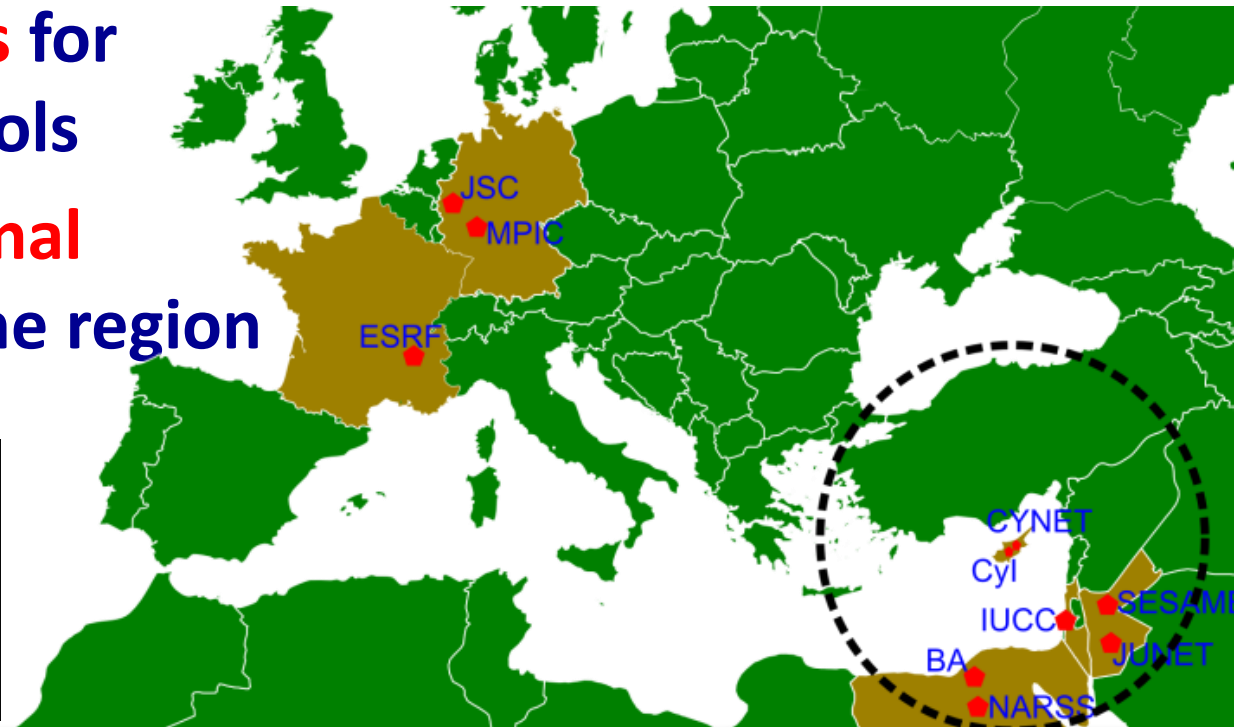 s for
ols
nal
ne region
JSC
MPIC
ESRF
CYNET
CyI
IUCC
SESAME
JUNET
BA
NARSS